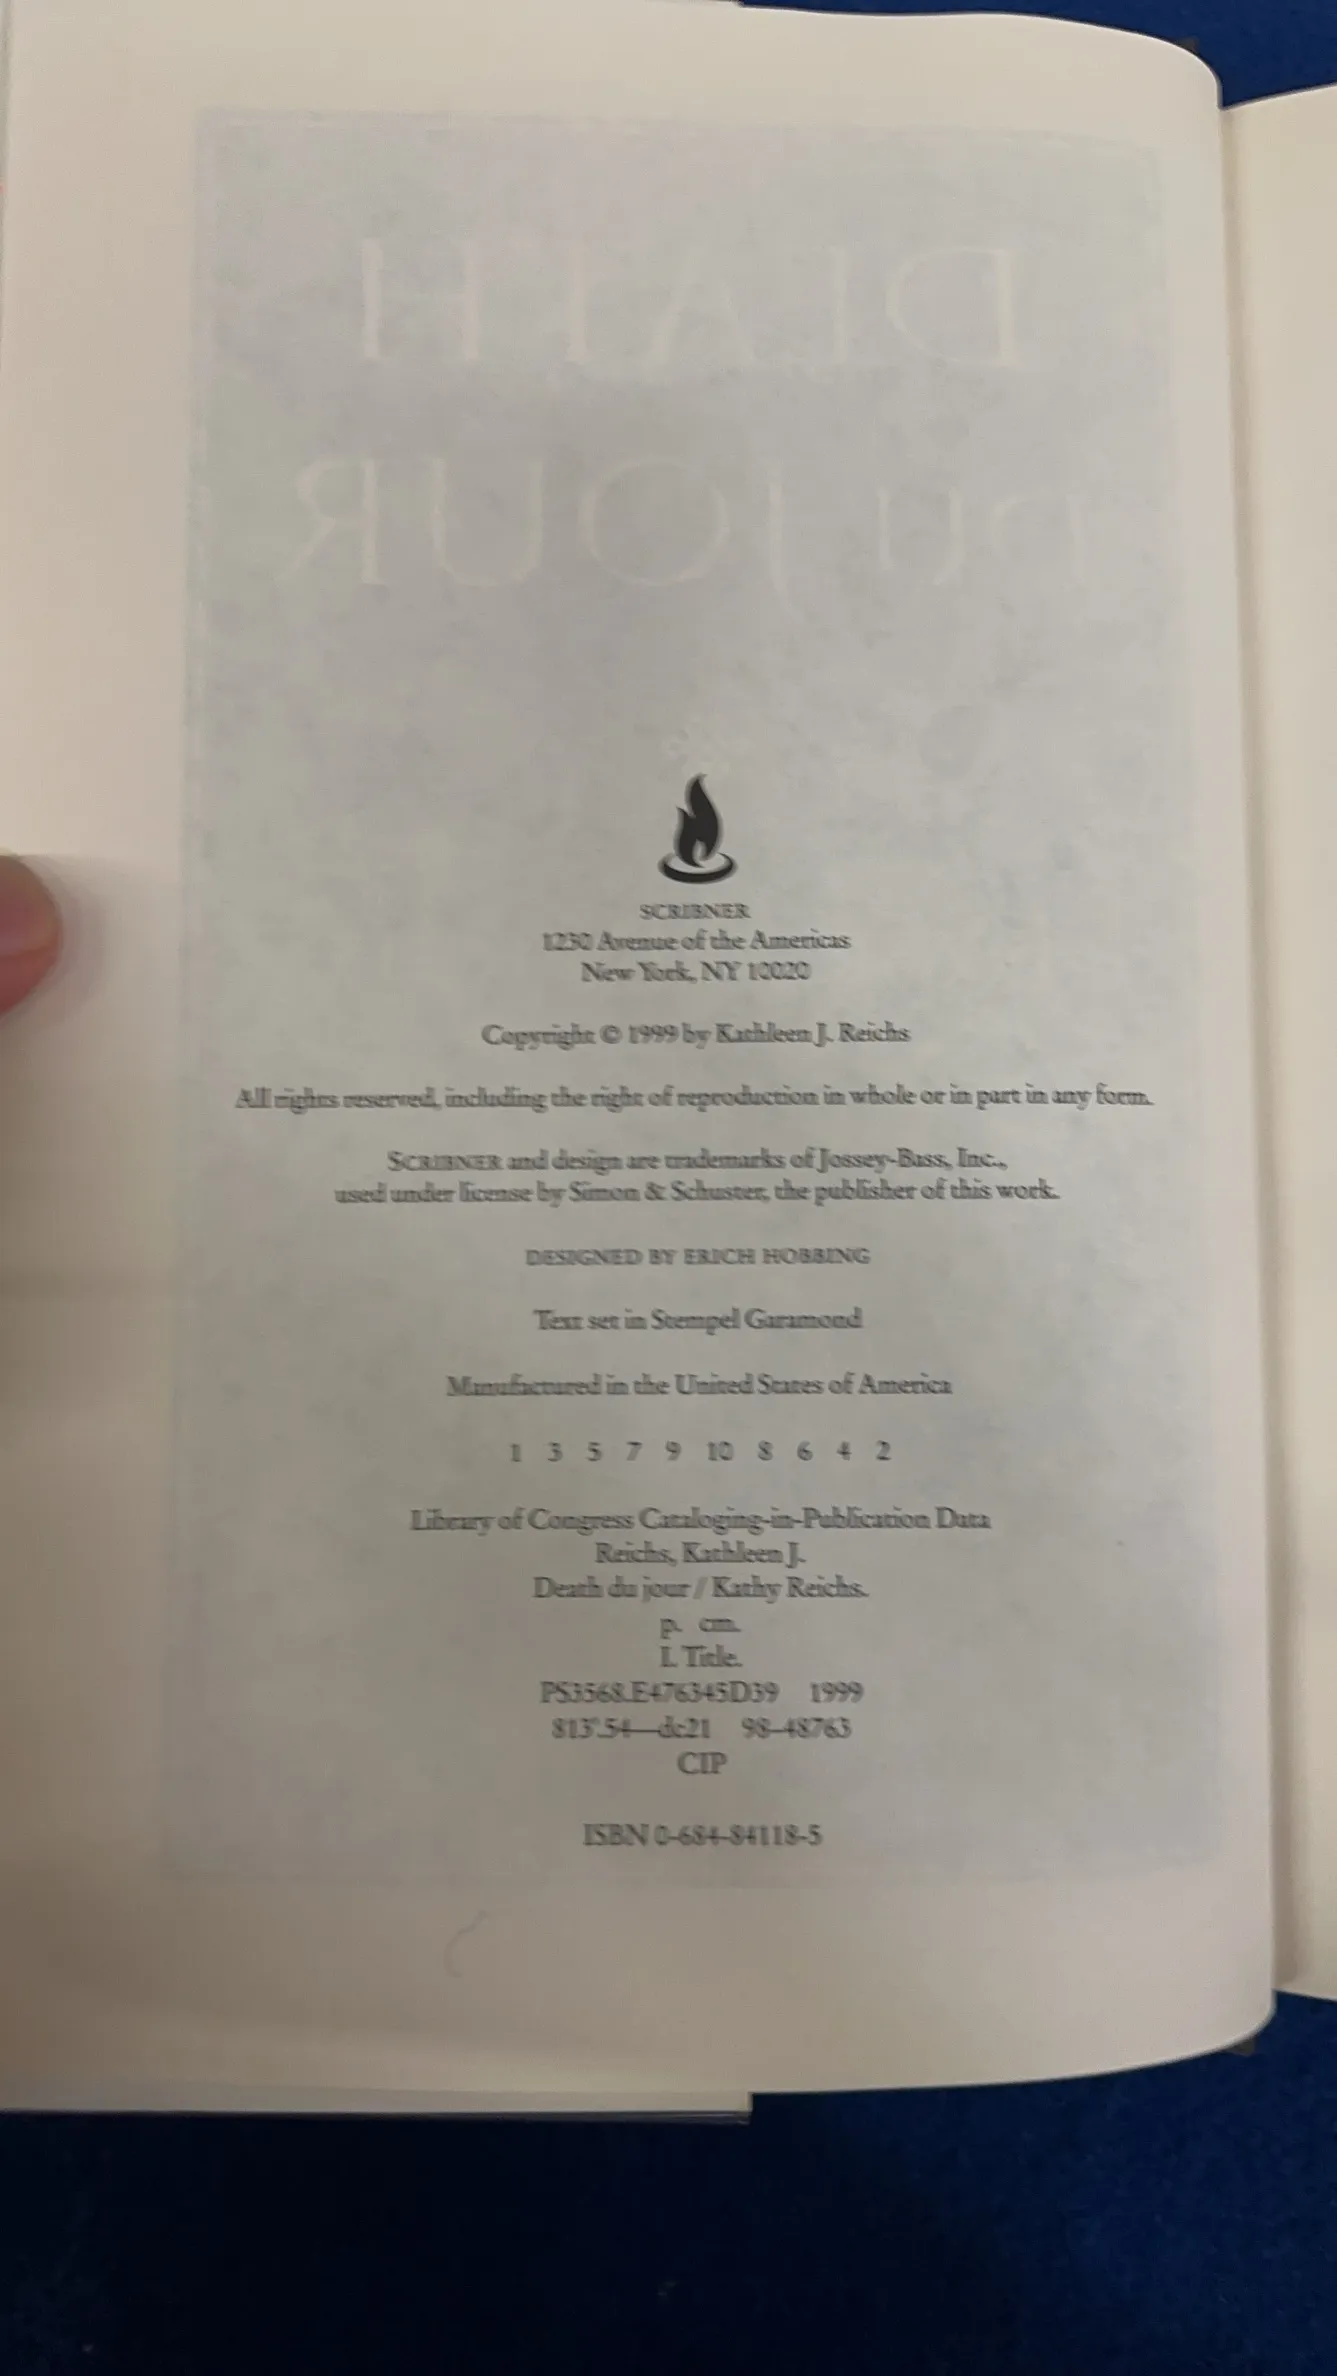 SCRIBNER
1230 Avenue of the Americas
New York, NY 10020
Copyright © 1999 by Kathleen J. Reichs
All rights reserved, including the right of reproduction in whole or in part in any form.
SCRIBNER and design are trademarks of Jossey-Bass, Inc.,
used under license by Simon & Schuster, the publisher of this work.
DESIGNED BY ERICH HOBBING
Text set in Stempel Garamond
Manufactured in the United States of America
1 3 5 7 9 10 8 6 4 2
Library of Congress Cataloging-in-Publication Data
Reichs, Kathleen J.
Death du jour / Kathy Reichs.
p. cm.
I. Title.
PS3568.E476345D39 1999
813'.54—dc21 98-48763
CIP
ISBN 0-684-84118-5